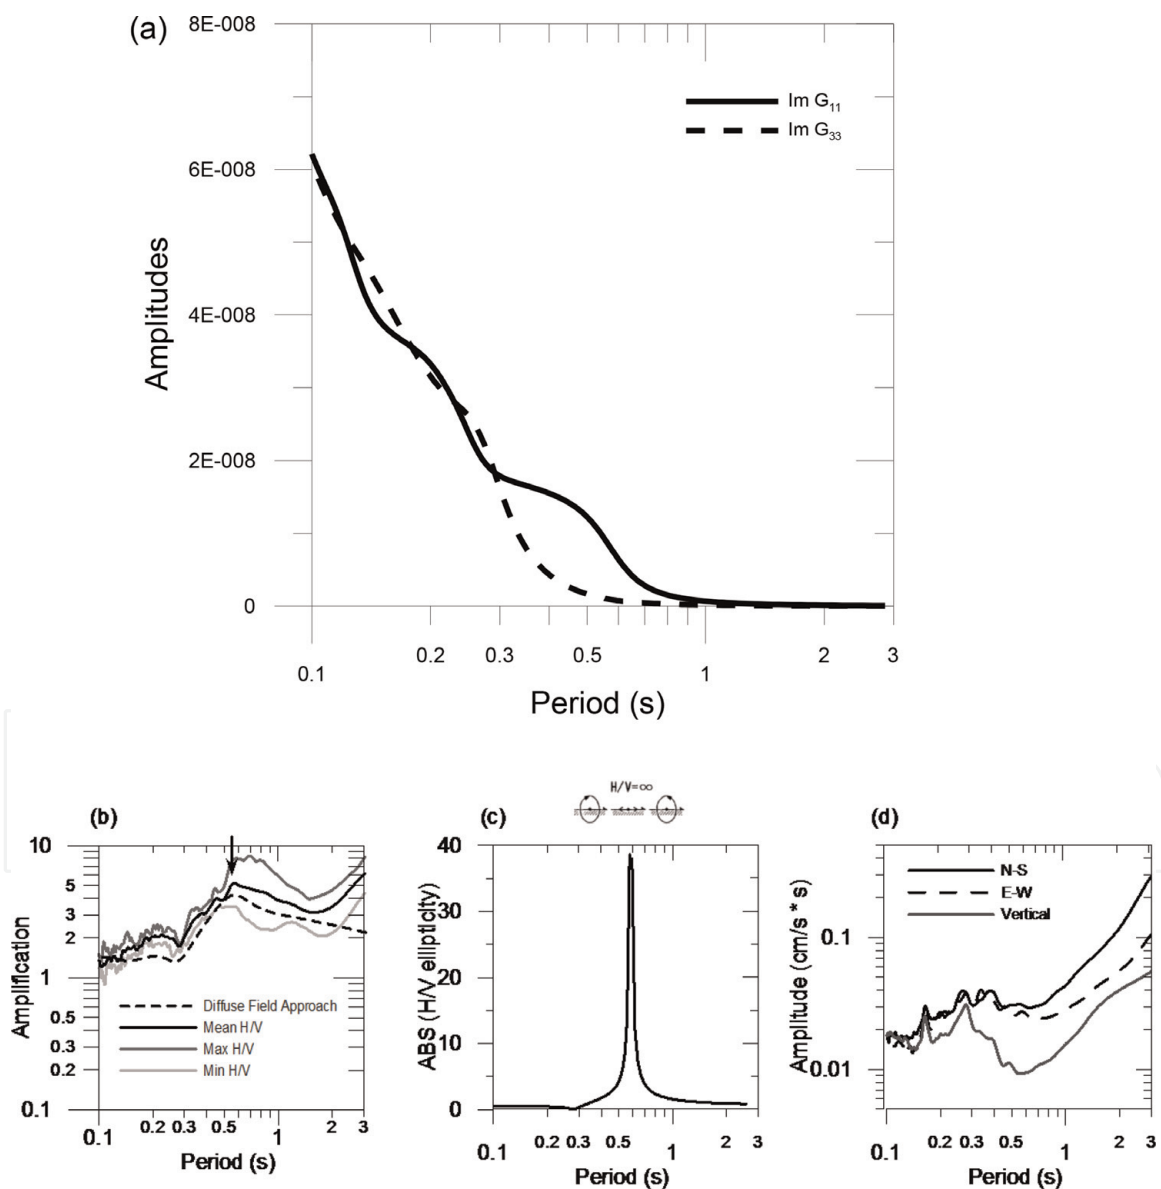 (a)
8E-008
6E-008
4E-008
2E-008
0
Amplitudes
Im G11
Im G33
0.1
0.2
0.3
0.5
1
2
3
Period (s)
(b)
10
5
3
2
1
0.5
0.3
0.2
0.1
Amplification
Diffuse Field Approach
Mean H/V
Max H/V
Min H/V
0.1
0.2
0.3
0.5
1
3
Period (s)
H/V=∞
(c)
40
30
20
10
0
ABS (H/V ellipticity)
0.1
0.2
0.3
0.5
1
2
3
Period (s)
(d)
N-S
E-W
Vertical
0.1
0.01
Amplitude (cm/s* s)
0.1
0.2
0.3
0.5
1
2
3
Period (s)